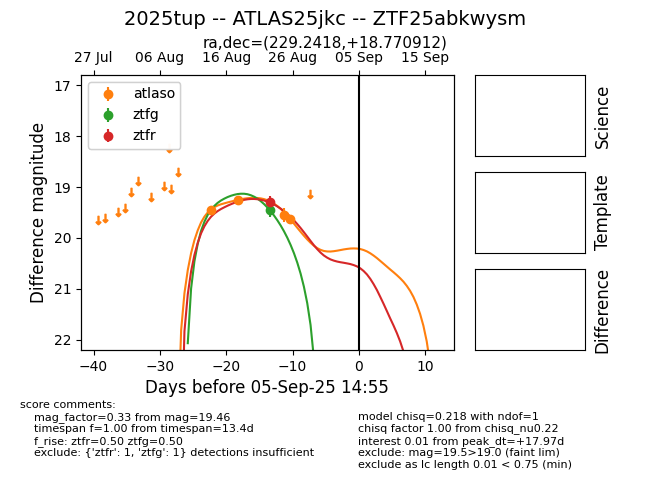 2025tup -- ATLAS25jkc -- ZTF25abkwysm
ra,dec=(229.2418,+18.770912)
27 Jul 06 Aug 16 Aug 26 Aug 05 Sep 15 Sep
atlaso
ztfg
ztfr
17
18
19
20
21
22
Difference magnitude
−40 −30 −20 −10 0 10
Days before 05-Sep-25 14:55
Science
Template
Difference
score comments:
mag_factor=0.33 from mag=19.46
timespan f=1.00 from timespan=13.4d
f_rise: ztfr=0.50 ztfg=0.50
exclude: {'ztfr': 1, 'ztfg': 1} detections insufficient
model chisq=0.218 with ndof=1
chisq factor 1.00 from chisq_nu0.22
interest 0.01 from peak_dt=+17.97d
exclude: mag=19.5>19.0 (faint lim)
exclude as lc length 0.01 < 0.75 (min)